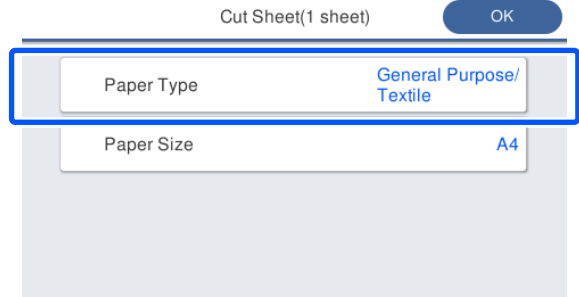 Cut Sheet(1 sheet) OK
Paper Type General Purpose/
Textile
Paper Size A4